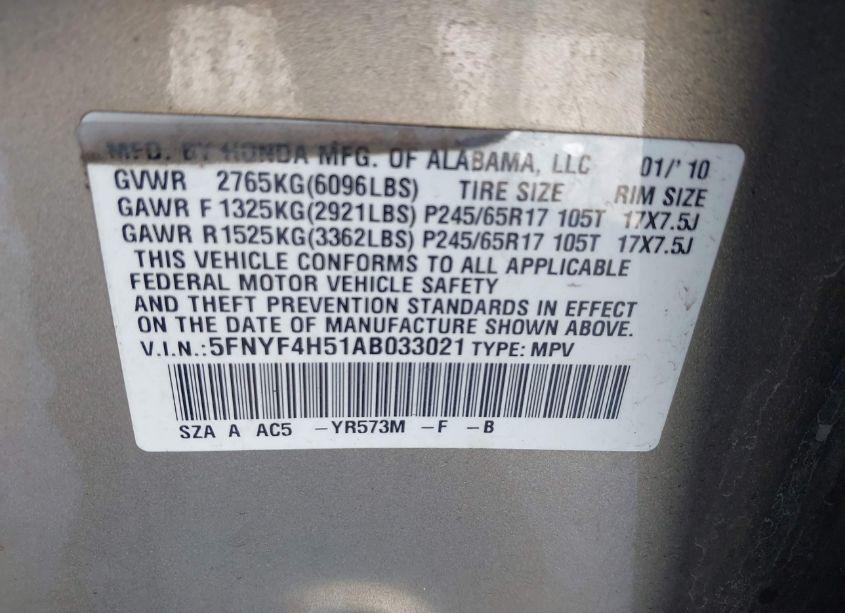 MFD. BY HONDA MFG. OF ALABAMA, LLC 01/'10
GVWR 2765KG(6096LBS) TIRE SIZE RIM SIZE
GAWR F 1325KG(2921LBS) P245/65R17 105T 17X7.5J
GAWR R 1525KG(3362LBS) P245/65R17 105T 17X7.5J
THIS VEHICLE CONFORMS TO ALL APPLICABLE
FEDERAL MOTOR VEHICLE SAFETY
AND THEFT PREVENTION STANDARDS IN EFFECT
ON THE DATE OF MANUFACTURE SHOWN ABOVE.
V.I.N.:5FNYF4H51AB033021 TYPE: MPV
SZA A AC5 -YR573M -F -B